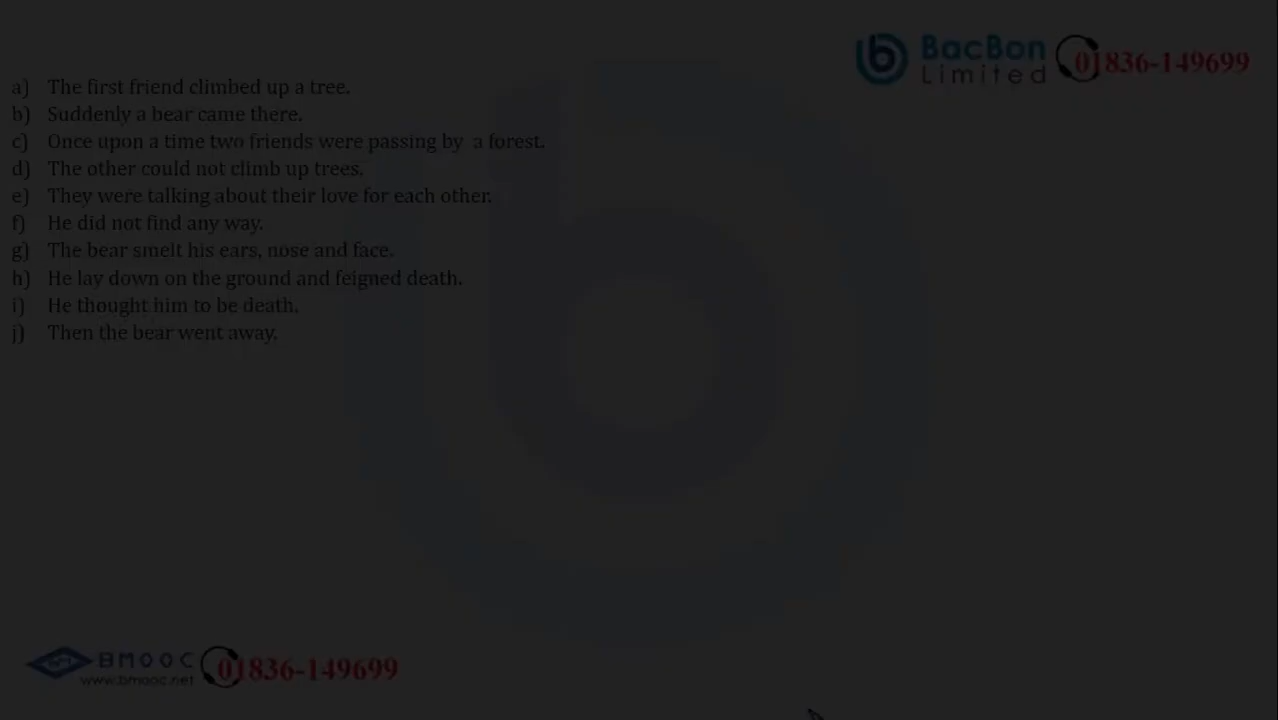 BacBon
Limited
01836-149699
a) The first friend climbed up a tree.
b) Suddenly a bear came there.
c) Once upon a time two friends were passing by a forest.
d) The other could not climb up trees.
e) They were talking about their love for each other.
f) He did not find any way.
g) The bear smelt his ears, nose and face.
h) He lay down on the ground and feigned death.
i) He thought him to be death.
j) Then the bear went away.
BMOOC
www.bmooc.net
01836-149699